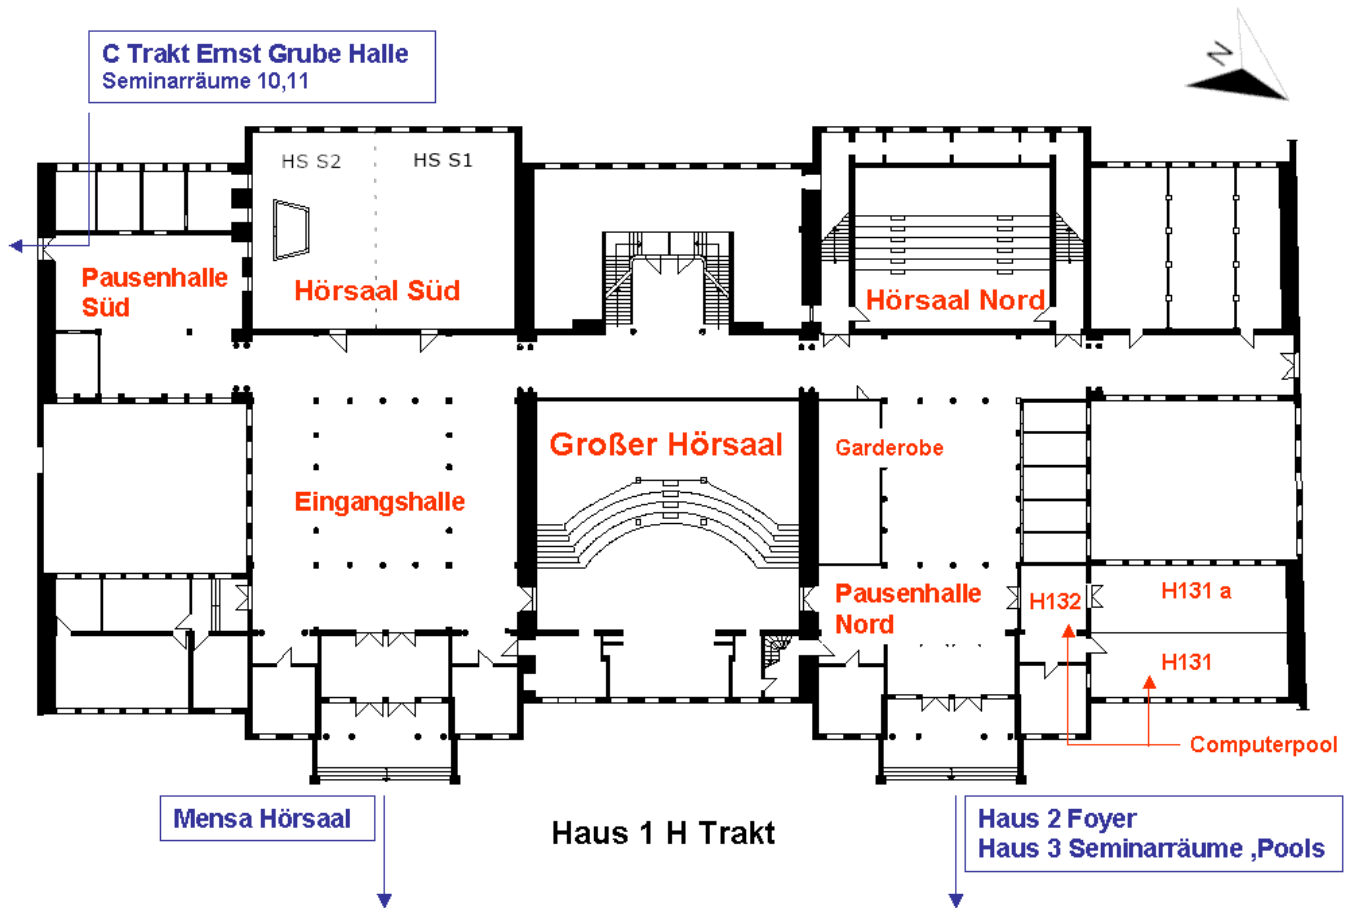 C Trakt Ernst Grube Halle
Seminarräume 10,11
N
HS S2
HS S1
Pausenhalle
Süd
Hörsaal Süd
Hörsaal Nord
Großer Hörsaal
Garderobe
Eingangshalle
Pausenhalle
Nord
H132
H131 a
H131
Computerpool
Mensa Hörsaal
Haus 1 H Trakt
Haus 2 Foyer
Haus 3 Seminarräume ,Pools